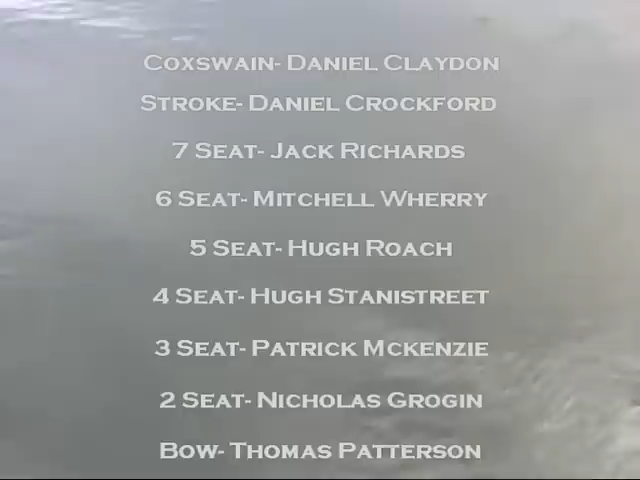 Coxswain- Daniel Claydon
Stroke- Daniel Crockford
7 Seat- Jack Richards
6 Seat- Mitchell Wherry
5 Seat- Hugh Roach
4 Seat- Hugh Stanistreet
3 Seat- Patrick Mckenzie
2 Seat- Nicholas Grogin
Bow- Thomas Patterson